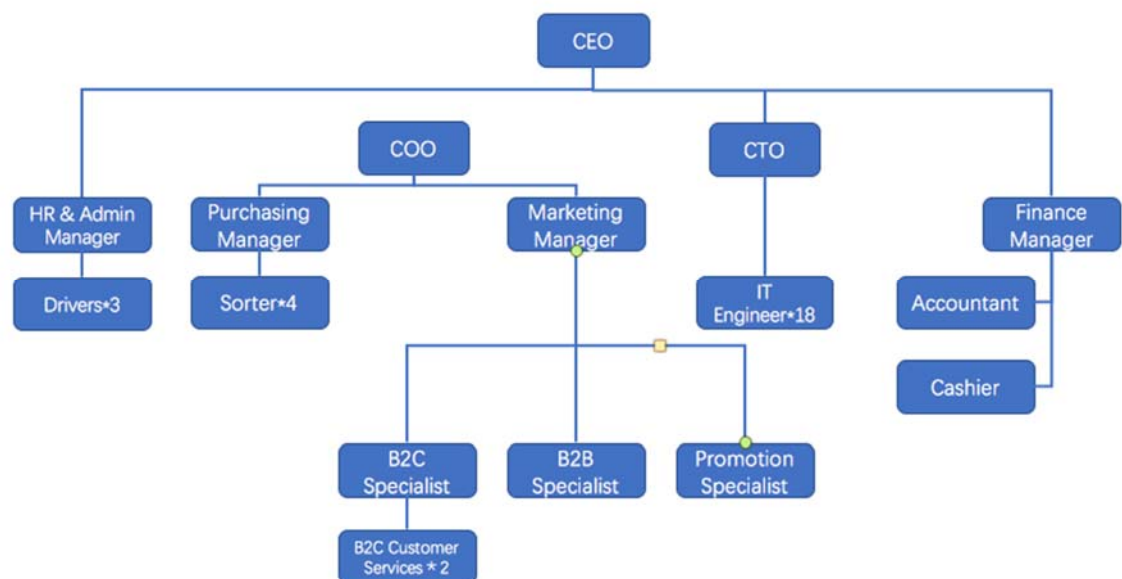 CEO
COO
CTO
HR & Admin
Manager
Purchasing
Manager
Marketing
Manager
Finance
Manager
Drivers*3
Sorter*4
IT
Engineer*18
Accountant
Cashier
B2C
Specialist
B2B
Specialist
Promotion
Specialist
B2C Customer
Services * 2